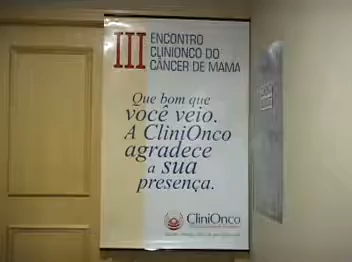 III ENCONTRO
CLINIONCO DO
CÂNCER DE MAMA
Que bom que
você veio.
A CliniOnco
agradece
a sua
presença.
CliniOnco